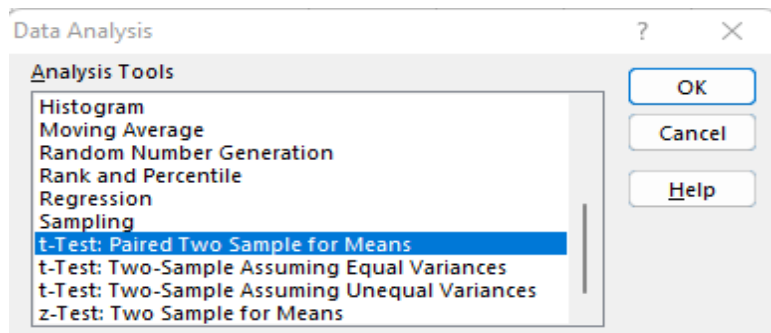 Data Analysis ? ×
Analysis Tools
OK
Cancel
Help
Histogram
Moving Average
Random Number Generation
Rank and Percentile
Regression
Sampling
t-Test: Paired Two Sample for Means
t-Test: Two-Sample Assuming Equal Variances
t-Test: Two-Sample Assuming Unequal Variances
z-Test: Two Sample for Means